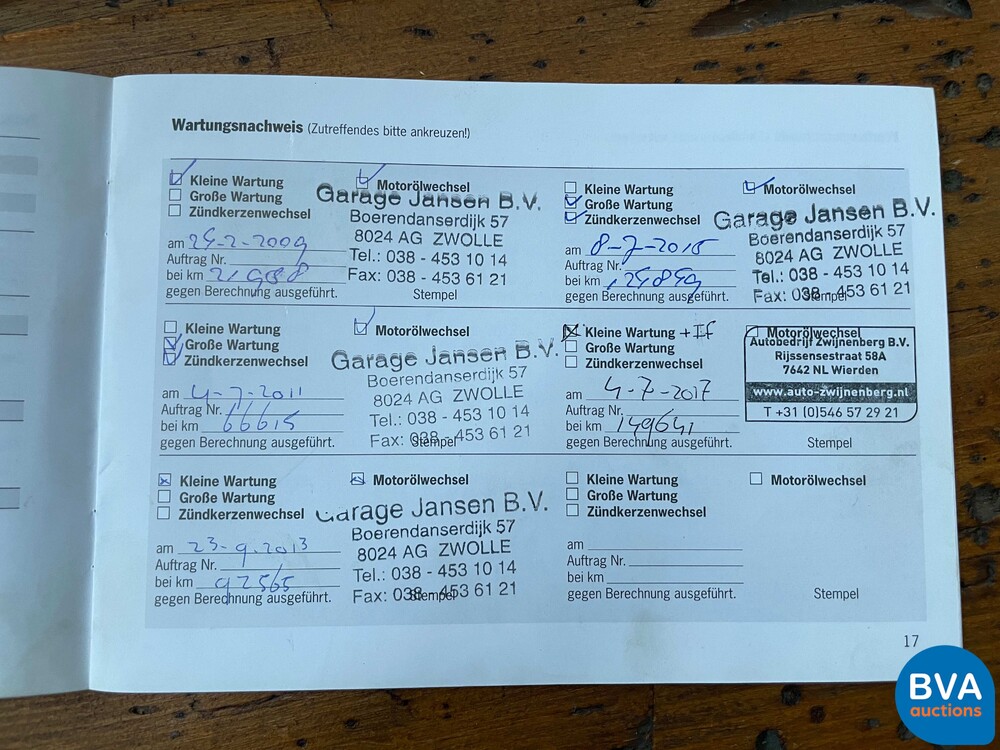 Wartungsnachweis (Zutreffendes bitte ankreuzen!)
Kleine Wartung
Große Wartung
Zündkerzenwechsel
Motorölwechsel
Garage Jansen B.V.
Boerendanserdijk 57
8024 AG ZWOLLE
Tel.: 038 - 453 10 14
Fax: 038 - 453 61 21
am 24-2-2009
Auftrag Nr.
bei km 21988
gegen Berechnung ausgeführt.
Stempel
Kleine Wartung
Große Wartung
Zündkerzenwechsel
Motorölwechsel
Garage Jansen B.V.
Boerendanserdijk 57
8024 AG ZWOLLE
Tel.: 038 - 453 10 14
Fax: 038 - 453 61 21
am 4-7-2011
Auftrag Nr.
bei km 66615
gegen Berechnung ausgeführt.
Stempel
Kleine Wartung
Große Wartung
Zündkerzenwechsel
Motorölwechsel
Garage Jansen B.V.
Boerendanserdijk 57
8024 AG ZWOLLE
Tel.: 038 - 453 10 14
Fax: 038 - 453 61 21
am 23-9-2013
Auftrag Nr.
bei km 92565
gegen Berechnung ausgeführt.
Stempel
Kleine Wartung
Große Wartung
Zündkerzenwechsel
Motorölwechsel
Garage Jansen B.V.
Boerendanserdijk 57
8024 AG ZWOLLE
Tel.: 038 - 453 10 14
Fax: 038 - 453 61 21
am 8-7-2015
Auftrag Nr.
bei km
gegen Berechnung ausgeführt.
Stempel
Kleine Wartung
Große Wartung
Zündkerzenwechsel
Motorölwechsel
Autobedrijf Zwijnenberg B.V.
Rijssensestraat 58A
7642 NL Wierden
www.auto-zwijnenberg.nl
T +31 (0)546 57 29 21
am 4-7-2017
Auftrag Nr.
bei km 149641
gegen Berechnung ausgeführt.
Stempel
Kleine Wartung
Große Wartung
Zündkerzenwechsel
Motorölwechsel
am
Auftrag Nr.
bei km
gegen Berechnung ausgeführt.
Stempel
17
BVA
auctions